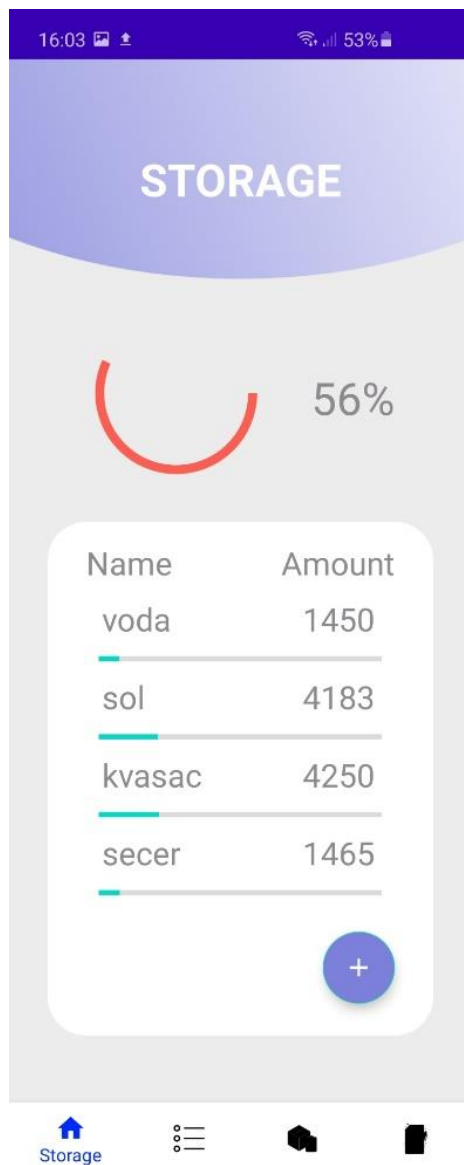 16:03 53%
STORAGE
56%
Name Amount
voda 1450
sol 4183
kvasac 4250
secer 1465
+
Storage